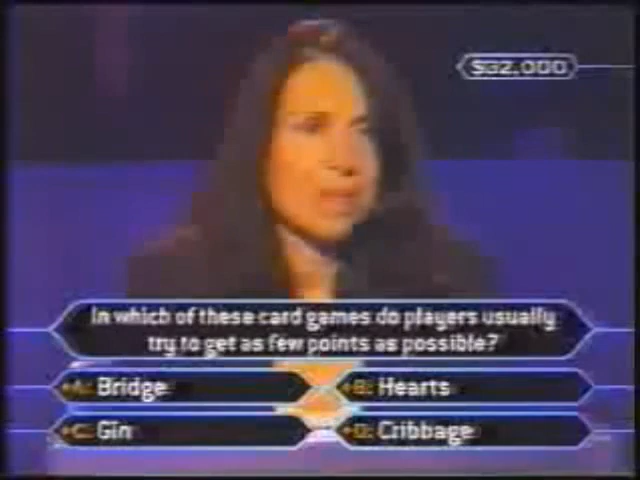 $32,000
In which of these card games do players usually
try to get as few points as possible?
A: Bridge
B: Hearts
C: Gin
D: Cribbage